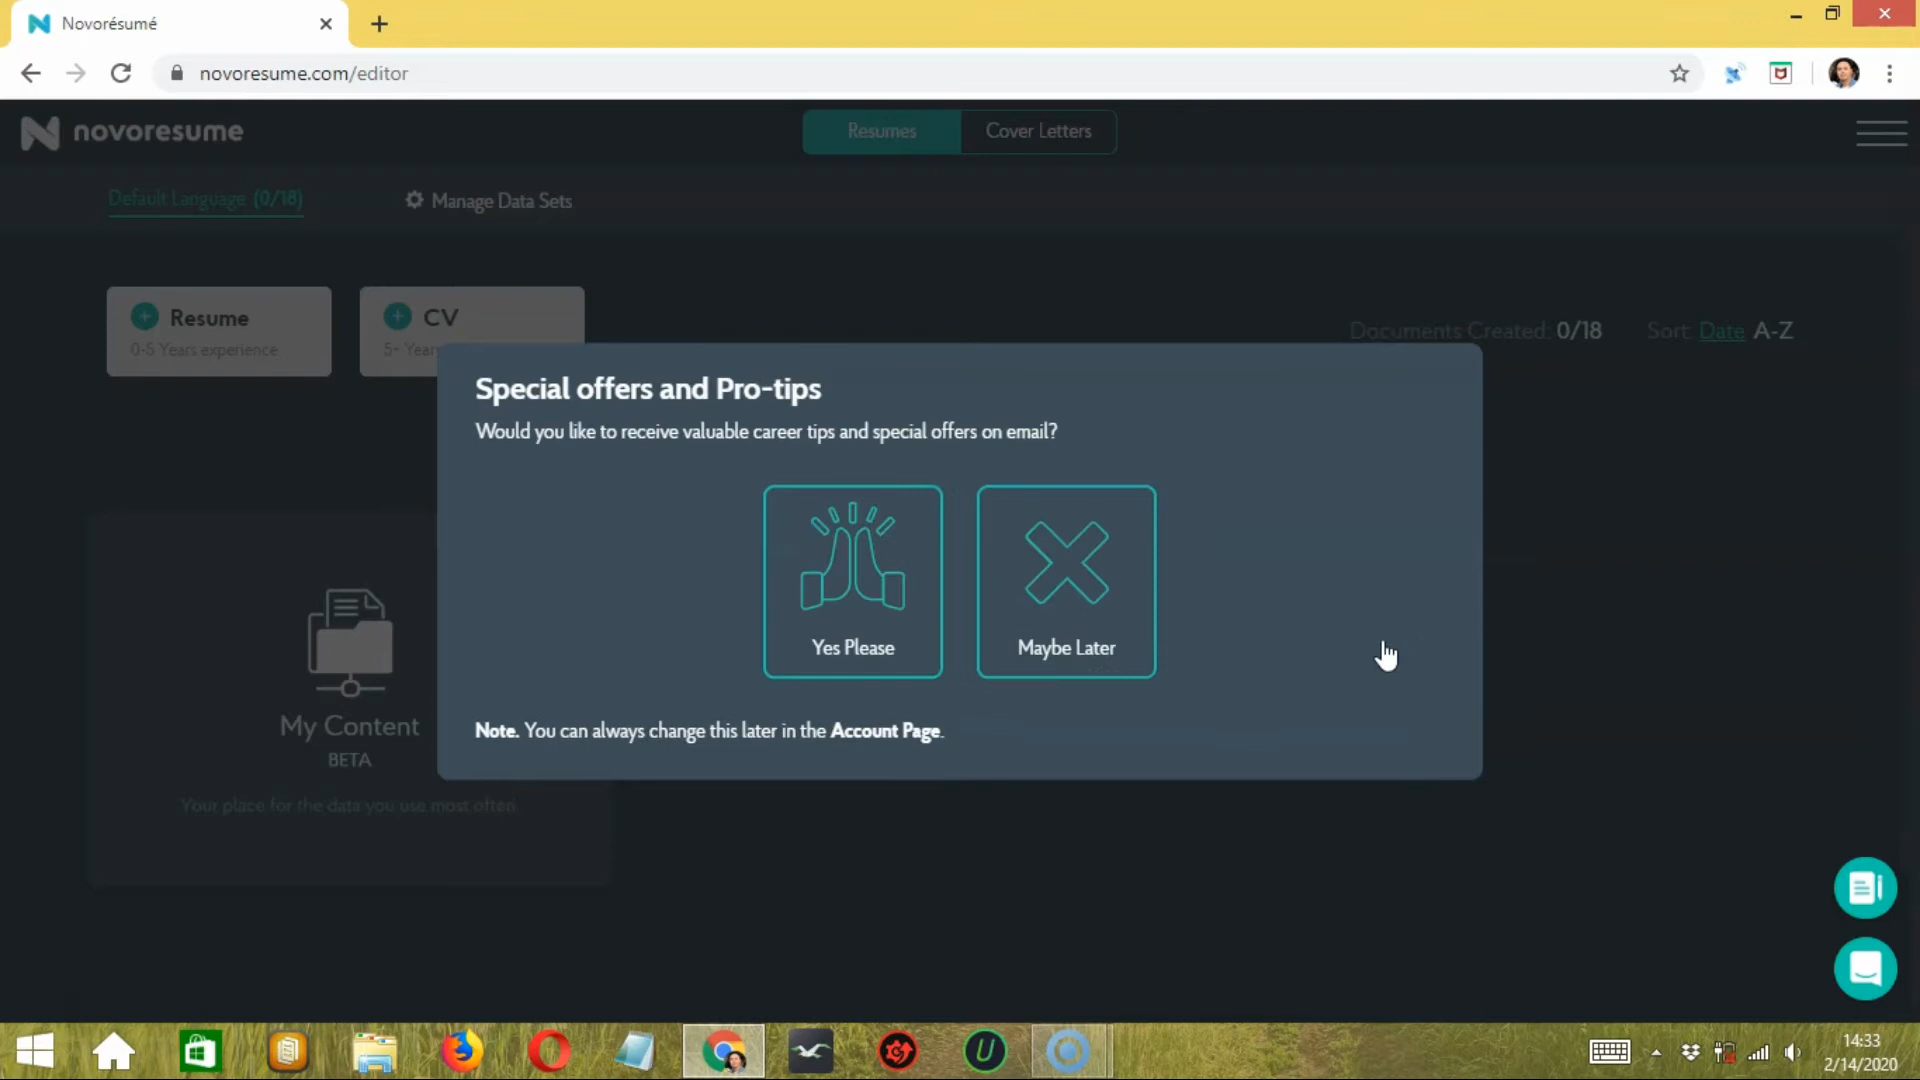 Novorésumé
novoresume.com/editor
novoresume
Resumes
Cover Letters
Default Language (0/18)
Manage Data Sets
Resume
0-5 Years experience
CV
5+ Year
Documents Created: 0/18
Sort: Date A-Z
Special offers and Pro-tips
Would you like to receive valuable career tips and special offers on email?
Yes Please
Maybe Later
Note. You can always change this later in the Account Page.
My Content
BETA
Your place for the data you use most often
14:33
2/14/2020